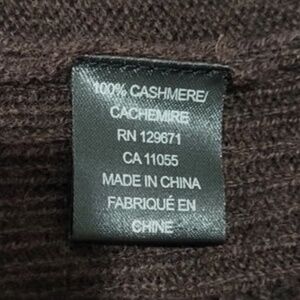 100% CASHMERE/
CACHEMIRE
RN 129671
CA 11055
MADE IN CHINA
FABRIQUÉ EN
CHINE